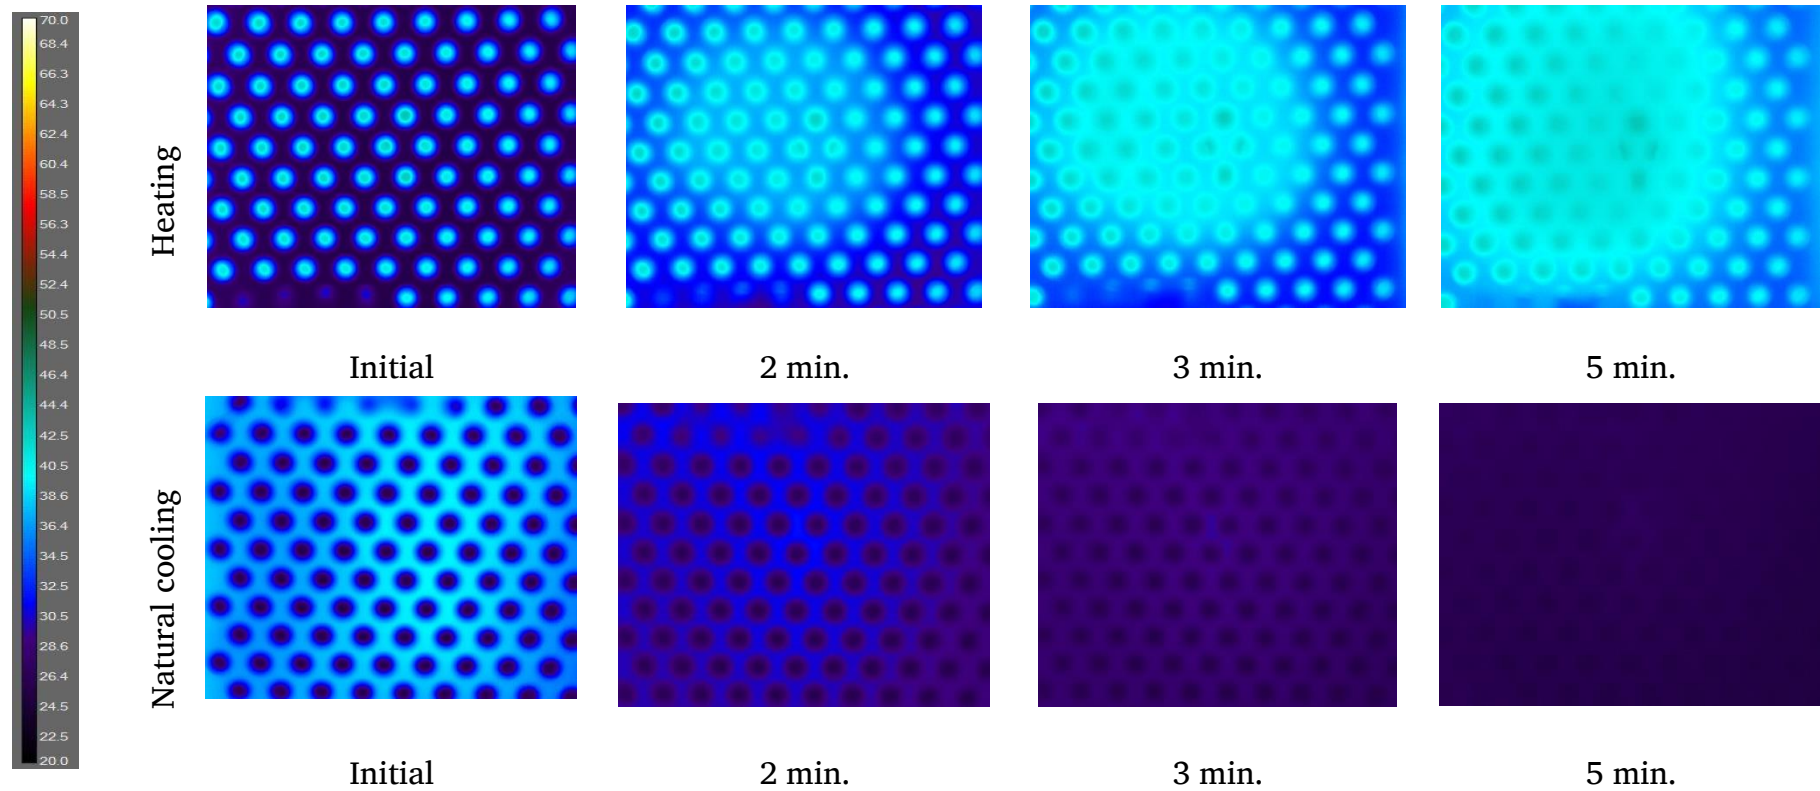 70.0
68.4
66.3
64.3
62.4
60.4
58.5
56.3
54.4
52.4
50.5
48.5
46.4
44.4
42.5
40.5
38.6
36.4
34.5
32.5
30.5
28.6
26.4
24.5
22.5
20.0
Heating
Initial
2 min.
3 min.
5 min.
Natural cooling
Initial
2 min.
3 min.
5 min.